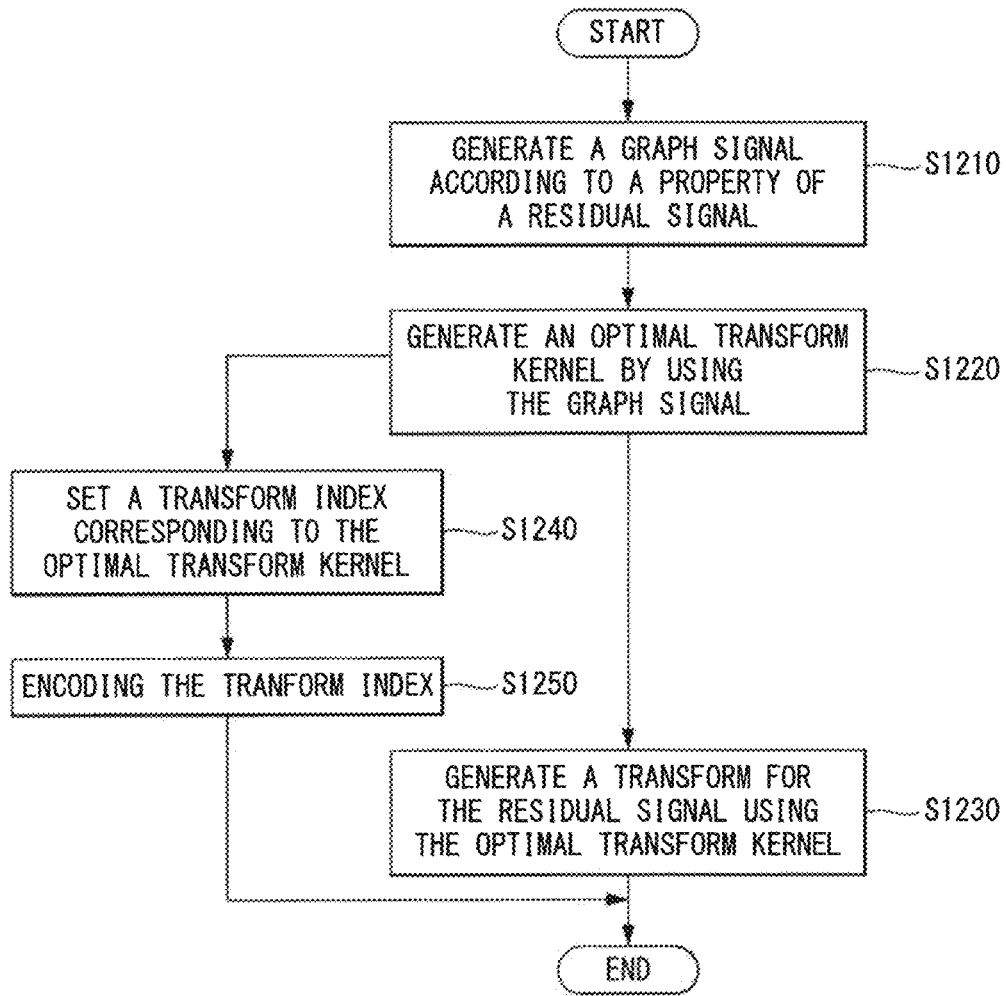 START
GENERATE A GRAPH SIGNAL
ACCORDING TO A PROPERTY OF
A RESIDUAL SIGNAL
S1210
GENERATE AN OPTIMAL TRANSFORM
KERNEL BY USING
THE GRAPH SIGNAL
S1220
SET A TRANSFORM INDEX
CORRESPONDING TO THE
OPTIMAL TRANSFORM KERNEL
S1240
ENCODING THE TRANFORM INDEX
S1250
GENERATE A TRANSFORM FOR
THE RESIDUAL SIGNAL USING
THE OPTIMAL TRANSFORM KERNEL
S1230
END